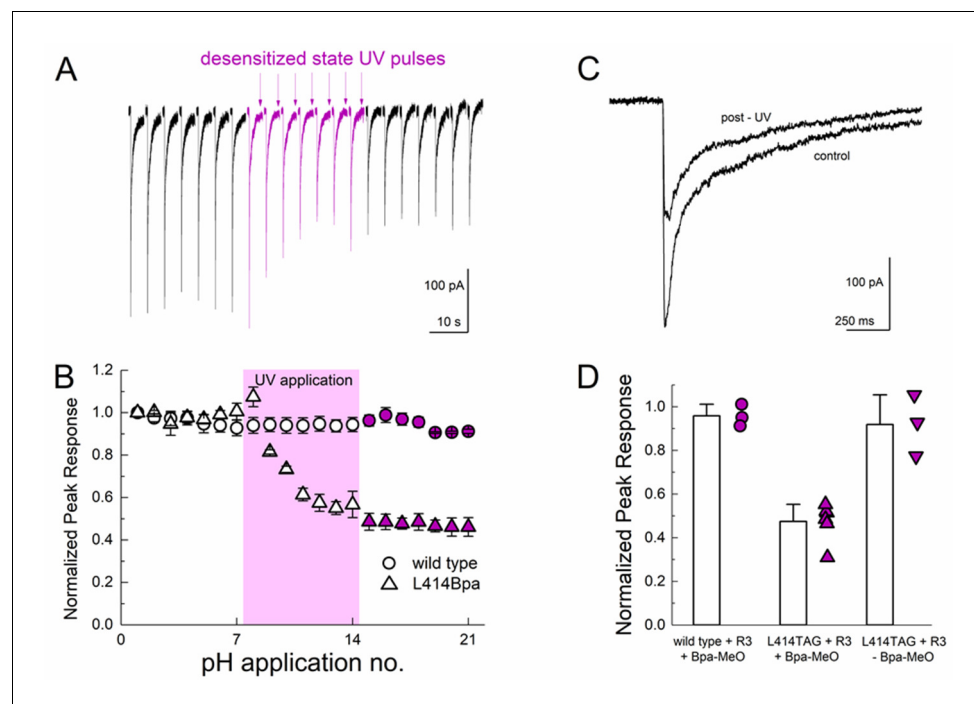 A
desensitized state UV pulses
100 pA
10 s
C
post - UV
control
100 pA
250 ms
B
Normalized Peak Response
1.2
1.0
0.8
0.6
0.4
0.2
0.0
UV application
wild type
L414Bpa
0
7
14
21
pH application no.
D
Normalized Peak Response
1.0
0.8
0.6
0.4
0.2
0.0
wild type + R3
+ Bpa-MeO
L414TAG + R3
+ Bpa-MeO
L414TAG + R3
- Bpa-MeO